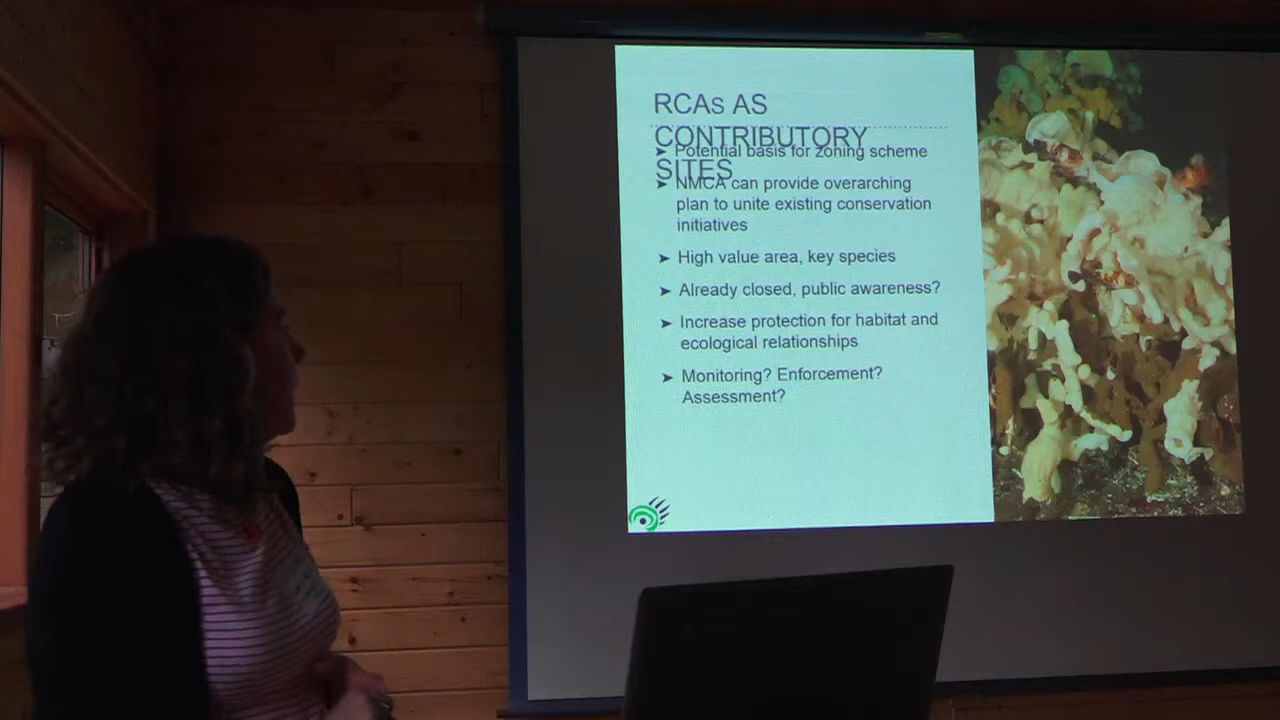 RCAs AS
CONTRIBUTORY
SITES
➤ Potential basis for zoning scheme
➤ NMCA can provide overarching
plan to unite existing conservation
initiatives
➤ High value area, key species
➤ Already closed, public awareness?
➤ Increase protection for habitat and
ecological relationships
➤ Monitoring? Enforcement?
Assessment?